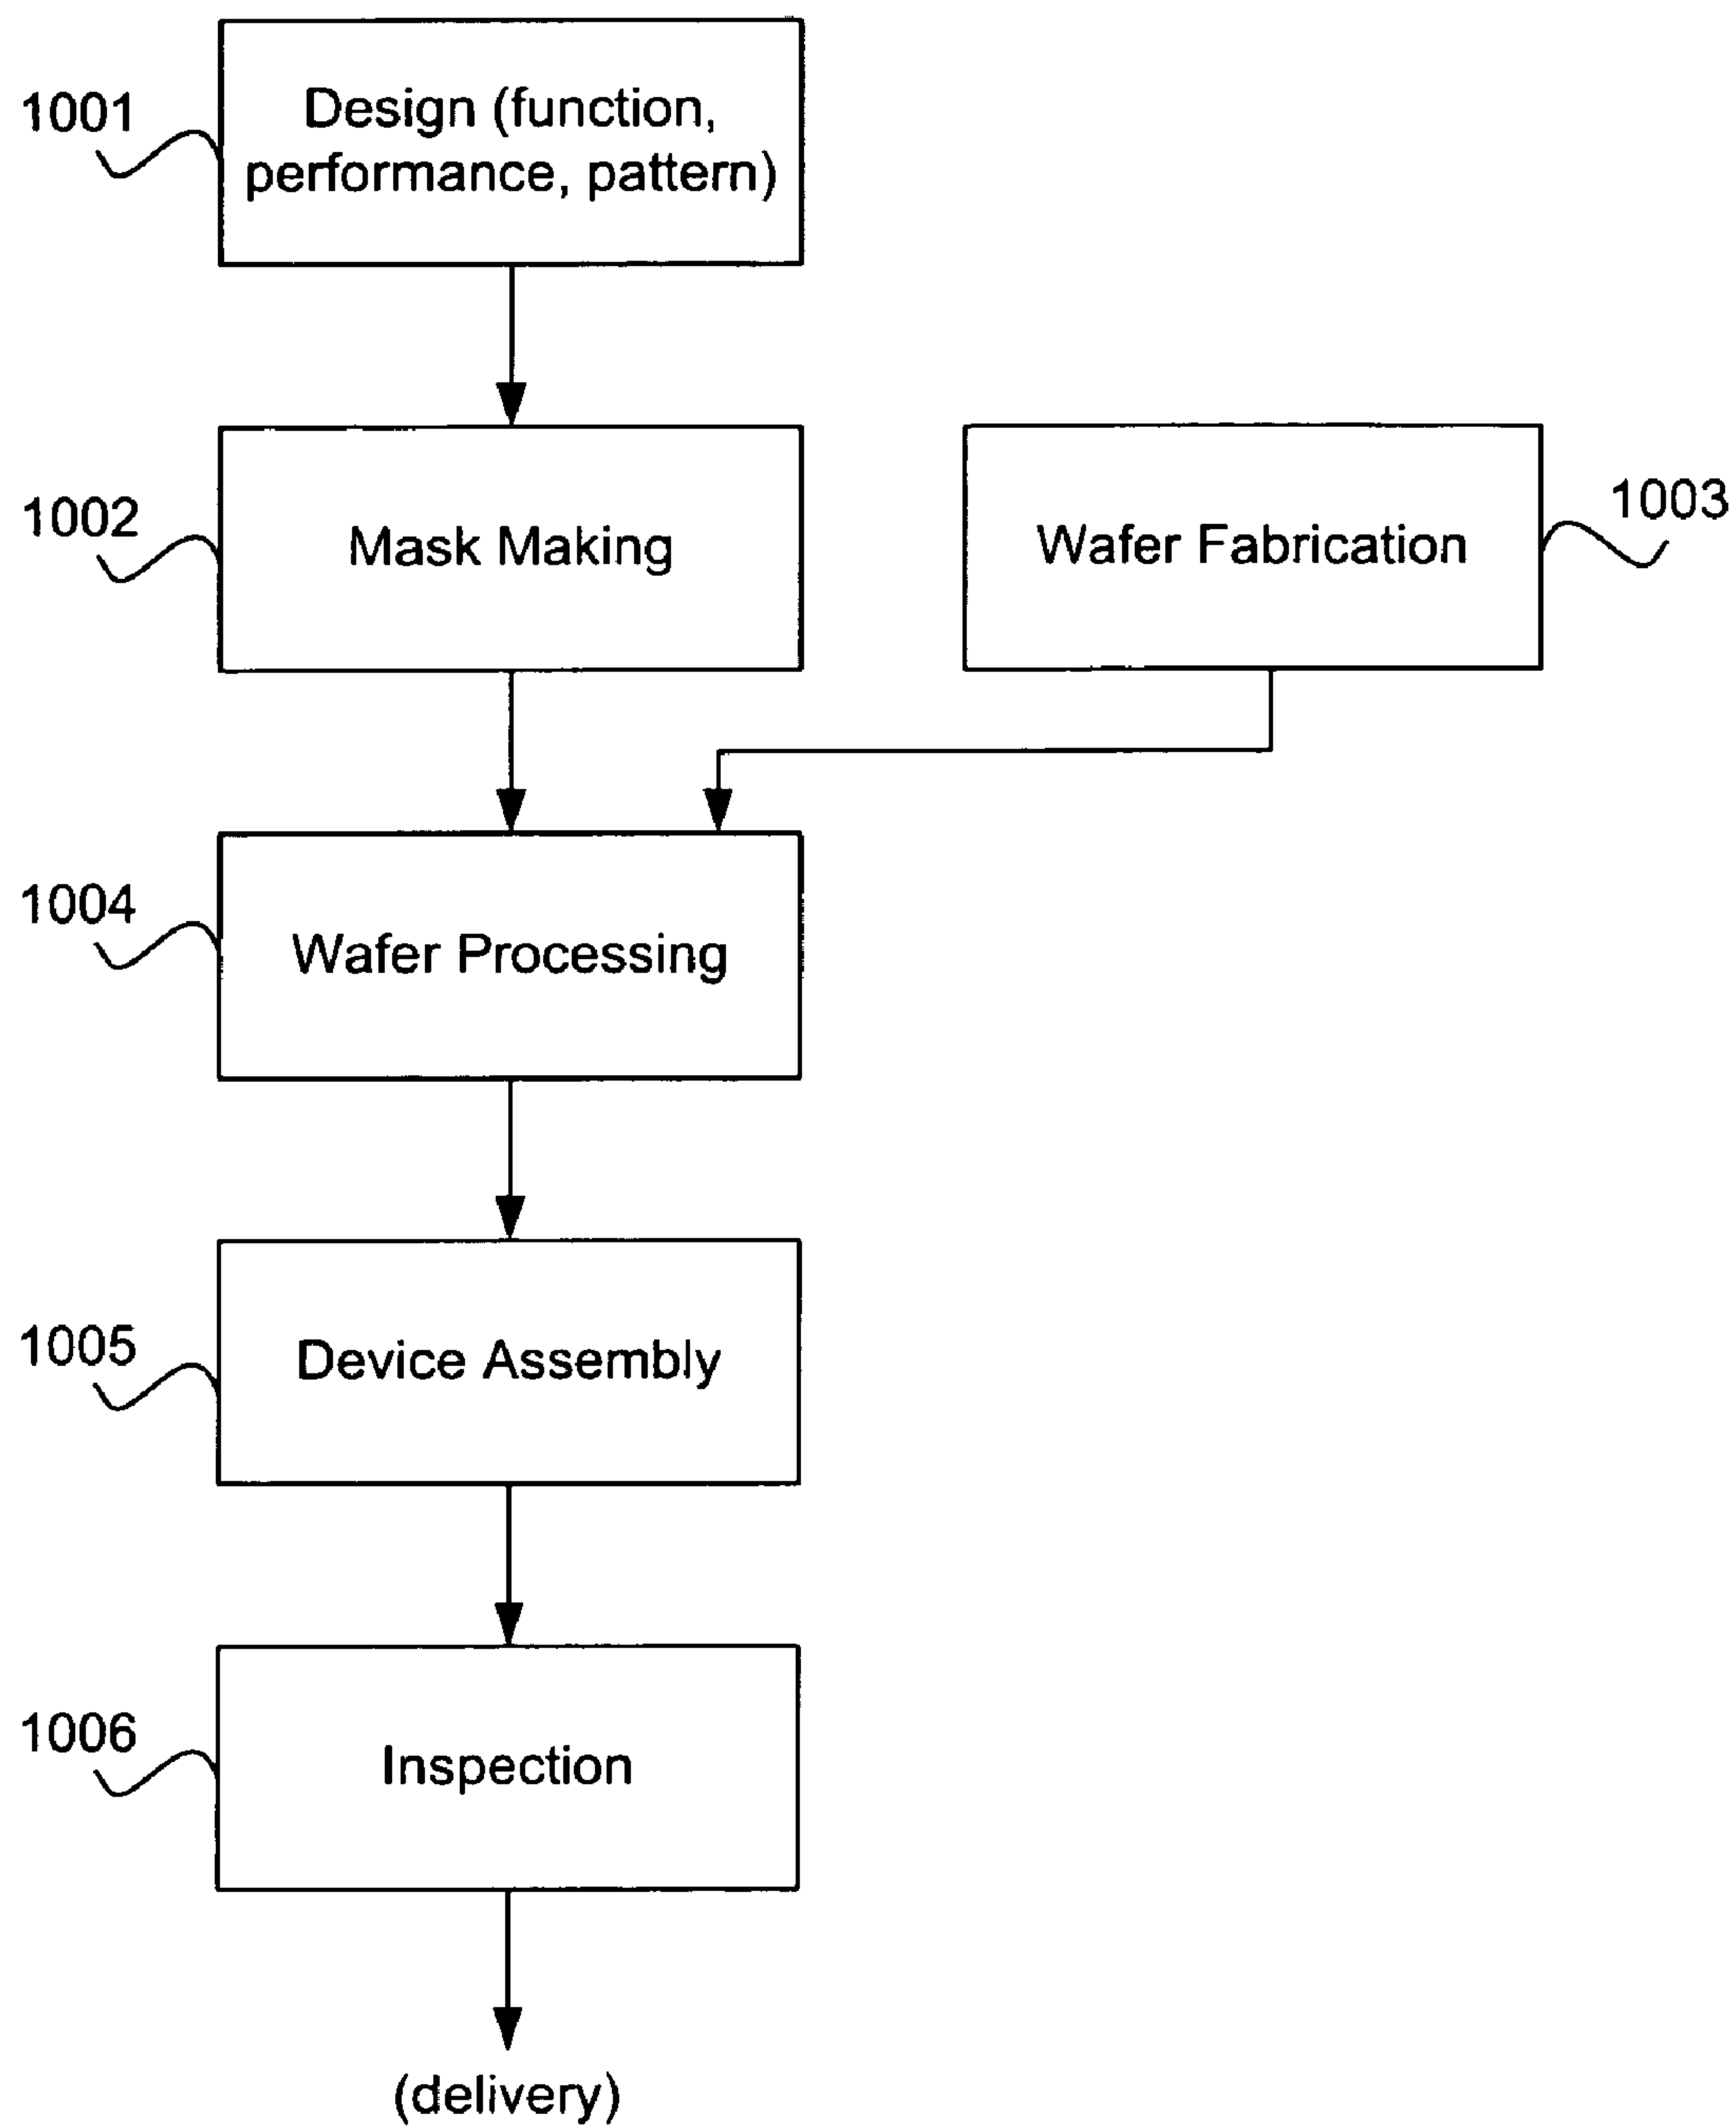 1001
Design (function,
performance, pattern)
1002
Mask Making
Wafer Fabrication
1003
1004
Wafer Processing
1005
Device Assembly
1006
Inspection
(delivery)